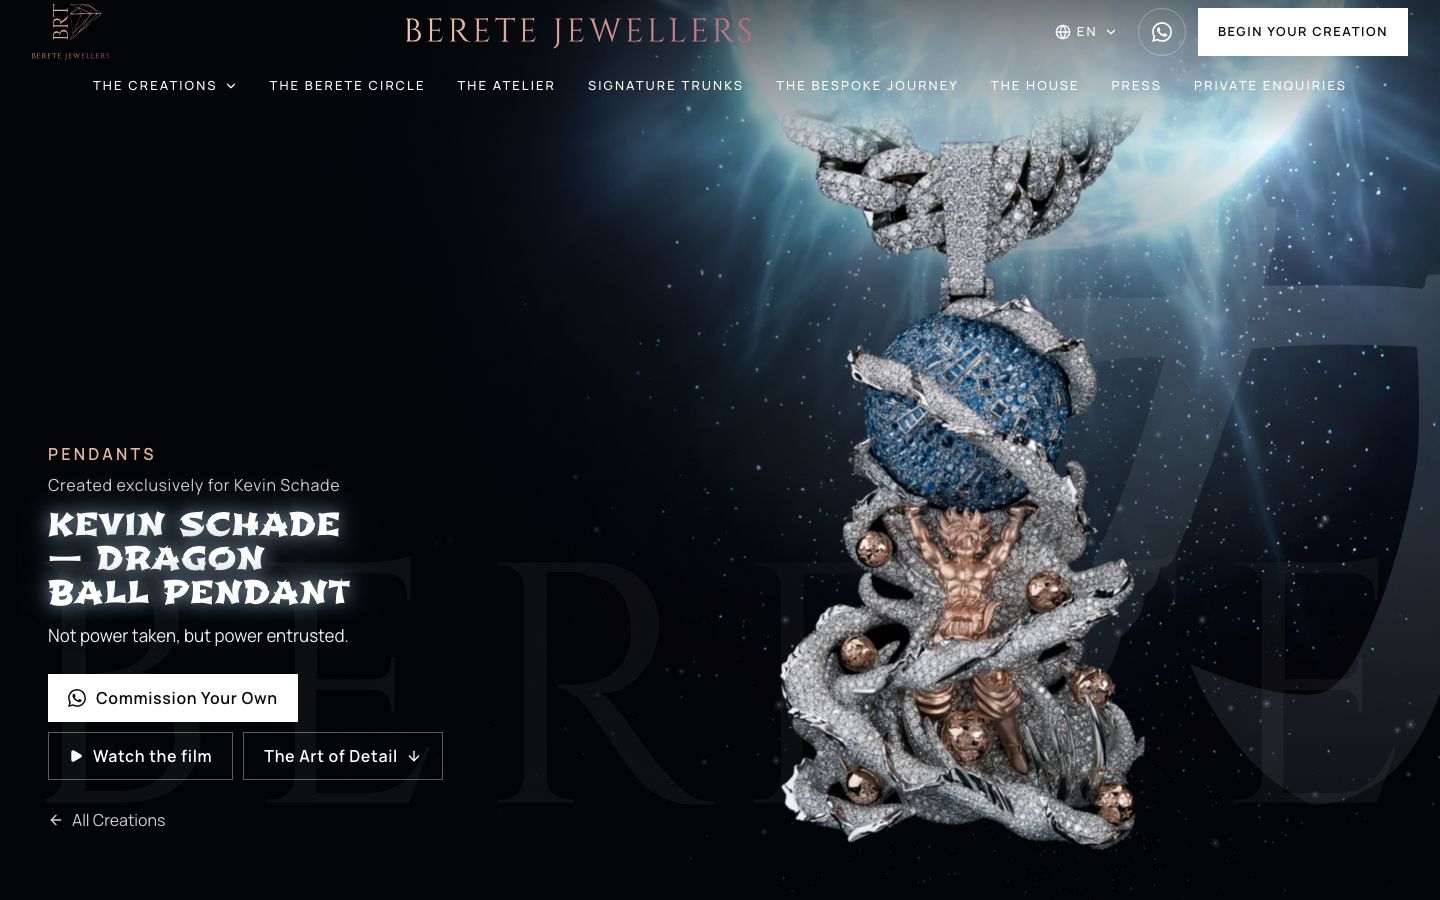 BRT
BERETE JEWELLERS
BERETE JEWELLERS
EN
BEGIN YOUR CREATION
THE CREATIONS
THE BERETE CIRCLE
THE ATELIER
SIGNATURE TRUNKS
THE BESPOKE JOURNEY
THE HOUSE
PRESS
PRIVATE ENQUIRIES
PENDANTS
Created exclusively for Kevin Schade
KEVIN SCHADE
— DRAGON
BALL PENDANT
Not power taken, but power entrusted.
Commission Your Own
Watch the film
The Art of Detail
All Creations
BERETE